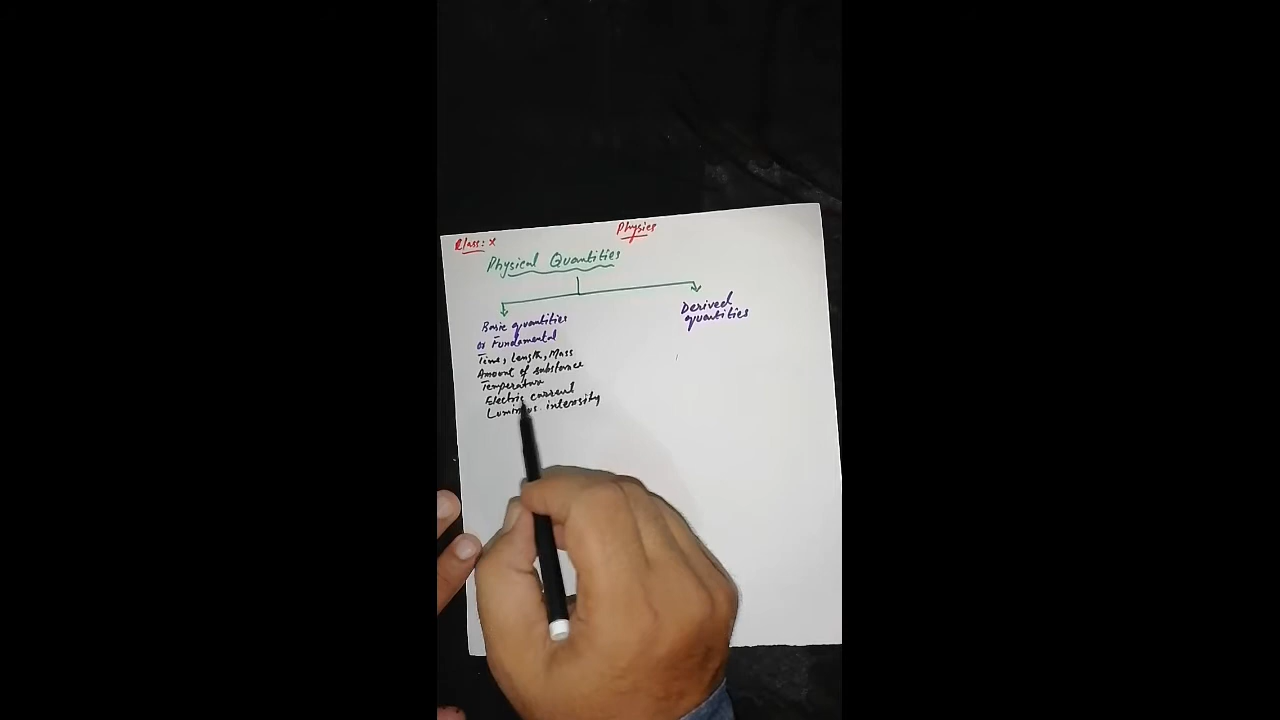 Physics
Class: X
Physical Quantities
Basic quantities
or Fundamental
Time, Length, Mass
Amount of substance
Temperature
Electric current
Luminous intensity
Derived
quantities